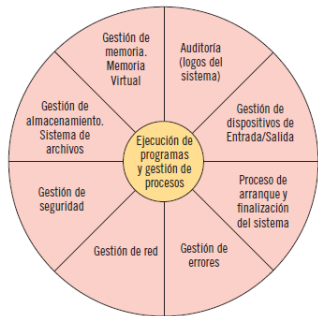 Gestión de
memoria.
Memoria
Virtual
Auditoría
(logos del
sistema)
Gestión de
dispositivos de
Entrada/Salida
Proceso de
arranque y
finalización
del sistema
Gestión de
errores
Gestión de red
Gestión de
seguridad
Gestión de
almacenamiento.
Sistema de
archivos
Ejecución de
programas
y gestión de
procesos